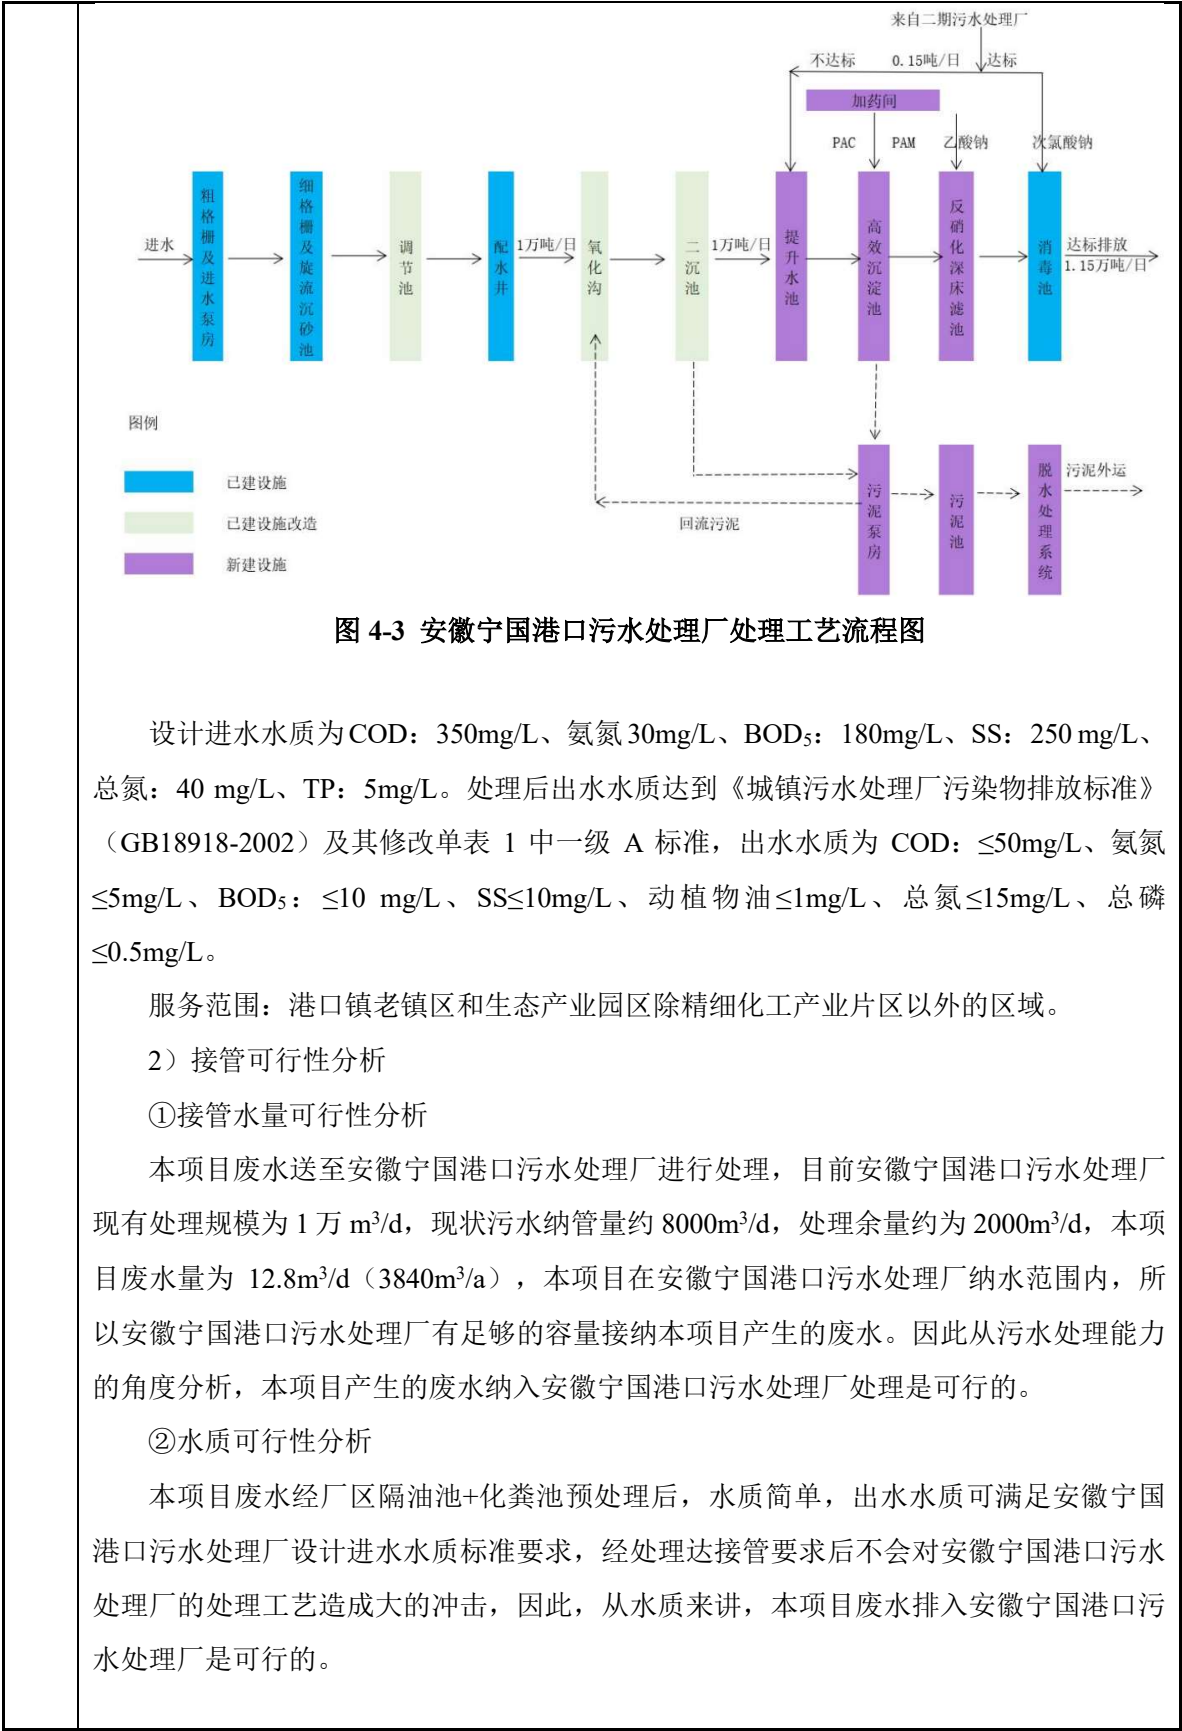 来自二期污水处理厂
不达标
0.15吨/日
达标
加药间
PAC
PAM
乙酸钠
次氯酸钠
进水
粗格栅及进水泵房
细格栅及旋流沉砂池
调节池
配水井
1万吨/日
氧化沟
二沉池
1万吨/日
提升水池
高效沉淀池
反硝化深床滤池
消毒池
达标排放
1.15万吨/日
图例
已建设施
已建设施改造
新建设施
回流污泥
污泥泵房
污泥池
脱水处理系统
污泥外运
图 4-3 安徽宁国港口污水处理厂处理工艺流程图
设计进水水质为 COD：350mg/L、氨氮 30mg/L、BOD₅：180mg/L、SS：250 mg/L、
总氮：40 mg/L、TP：5mg/L。处理后出水水质达到《城镇污水处理厂污染物排放标准》
（GB18918-2002）及其修改单表 1 中一级 A 标准，出水水质为 COD：≤50mg/L、氨氮
≤5mg/L、BOD₅：≤10 mg/L、SS≤10mg/L、动植物油≤1mg/L、总氮≤15mg/L、总磷
≤0.5mg/L。
服务范围：港口镇老镇区和生态产业园区除精细化工产业片区以外的区域。
2）接管可行性分析
①接管水量可行性分析
本项目废水送至安徽宁国港口污水处理厂进行处理，目前安徽宁国港口污水处理厂
现有处理规模为 1 万 m³/d，现状污水纳管量约 8000m³/d，处理余量约为 2000m³/d，本项
目废水量为 12.8m³/d（3840m³/a），本项目在安徽宁国港口污水处理厂纳水范围内，所
以安徽宁国港口污水处理厂有足够的容量接纳本项目产生的废水。因此从污水处理能力
的角度分析，本项目产生的废水纳入安徽宁国港口污水处理厂处理是可行的。
②水质可行性分析
本项目废水经厂区隔油池+化粪池预处理后，水质简单，出水水质可满足安徽宁国
港口污水处理厂设计进水水质标准要求，经处理达接管要求后不会对安徽宁国港口污水
处理厂的处理工艺造成大的冲击，因此，从水质来讲，本项目废水排入安徽宁国港口污
水处理厂是可行的。